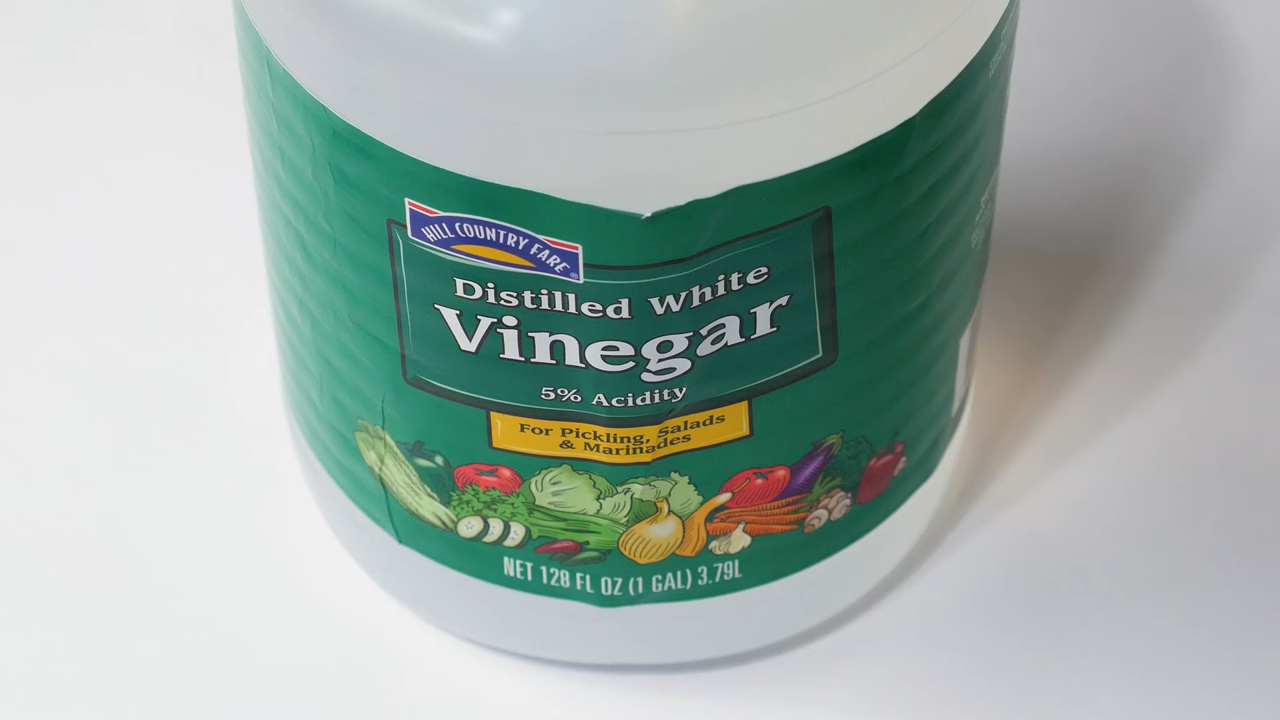 HILL COUNTRY FARE®
Distilled White
Vinegar
5% Acidity
For Pickling, Salads
& Marinades
NET 128 FL OZ (1 GAL) 3.79L